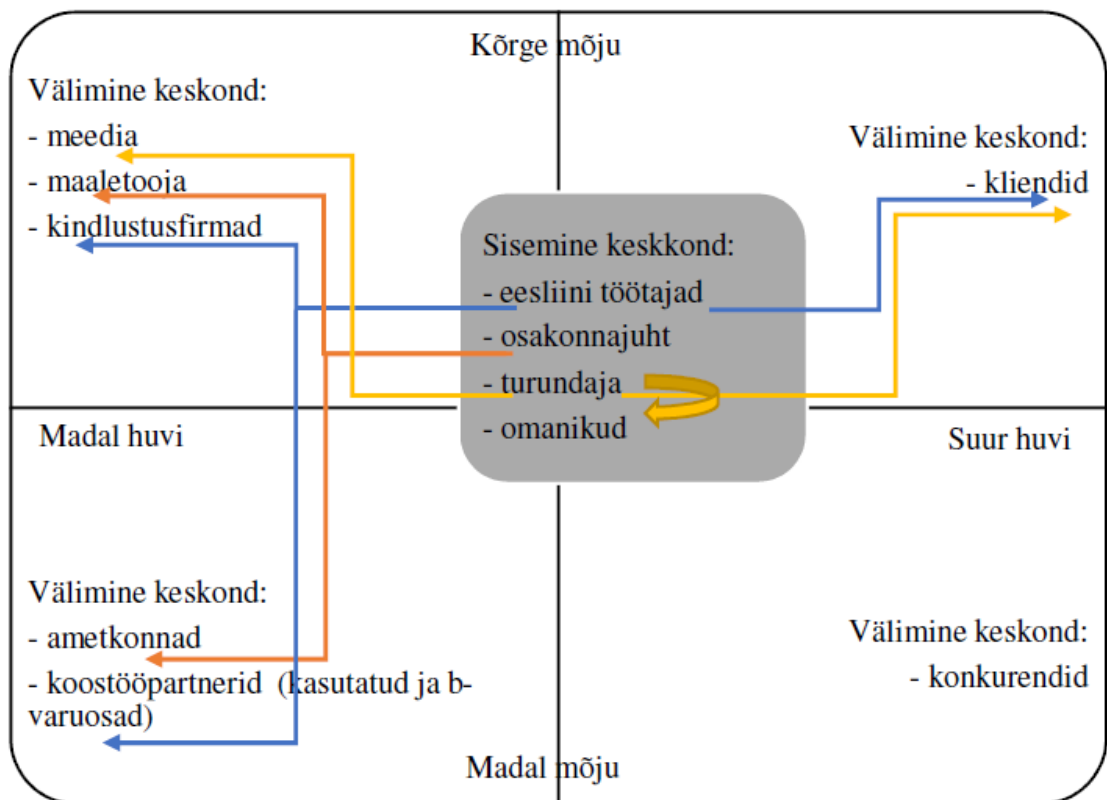 Kõrge mõju
Välimine keskond:
- meedia
- maaletooja
- kindlustusfirmad
Välimine keskond:
- kliendid
Sisemine keskkond:
- eesliini töötajad
- osakonnajuht
- turundaja
- omanikud
Madal huvi
Suur huvi
Välimine keskond:
- ametkonnad
- koostööpartnerid (kasutatud ja b-
varuosad)
Välimine keskond:
- konkurendid
Madal mõju